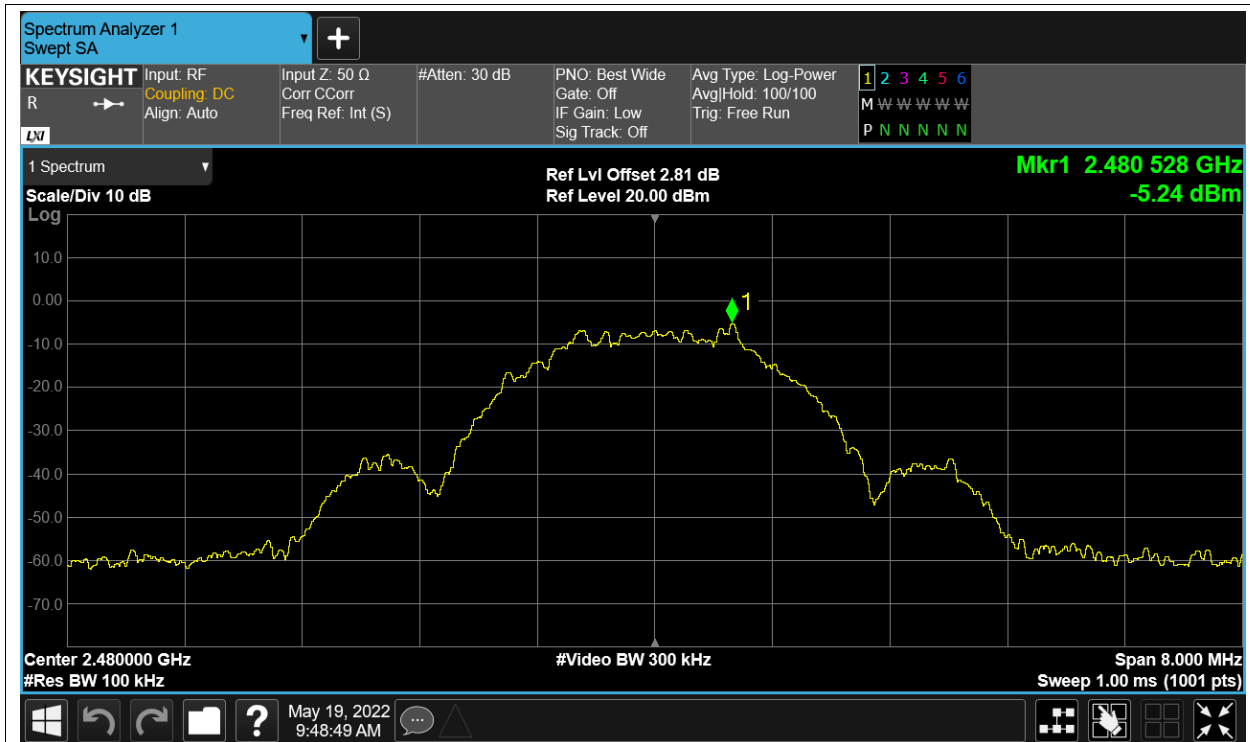 Spectrum Analyzer 1
Swept SA
KEYSIGHT
R
LXI
Input: RF
Coupling: DC
Align: Auto
Input Z: 50 Ω
Corr CCorr
Freq Ref: Int (S)
#Atten: 30 dB
PNO: Best Wide
Gate: Off
IF Gain: Low
Sig Track: Off
Avg Type: Log-Power
Avg|Hold: 100/100
Trig: Free Run
1 2 3 4 5 6
M W W W W W
P N N N N N
1 Spectrum
Scale/Div 10 dB
Log
Ref Lvl Offset 2.81 dB
Ref Level 20.00 dBm
Mkr1 2.480 528 GHz
-5.24 dBm
10.0
0.00
1
-10.0
-20.0
-30.0
-40.0
-50.0
-60.0
-70.0
Center 2.480000 GHz
#Res BW 100 kHz
#Video BW 300 kHz
Span 8.000 MHz
Sweep 1.00 ms (1001 pts)
?
May 19, 2022
9:48:49 AM